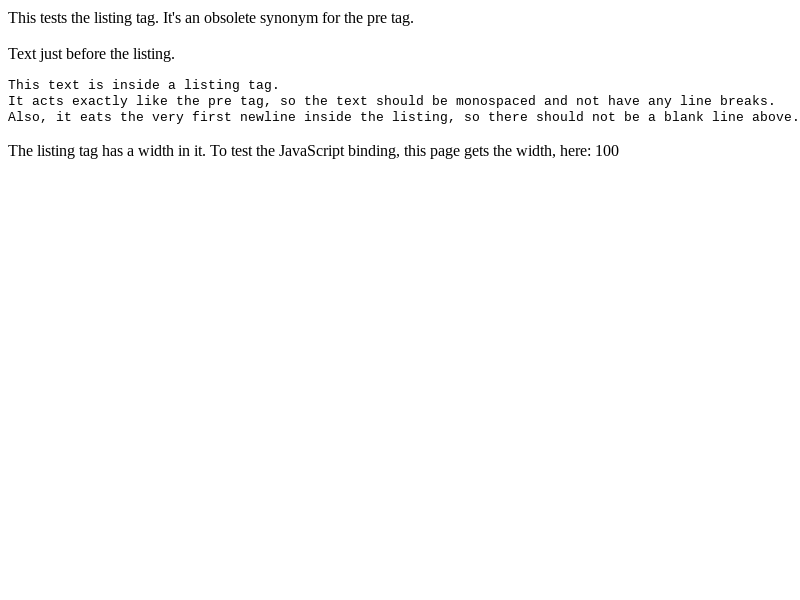 This tests the listing tag. It's an obsolete synonym for the pre tag.
Text just before the listing.
This text is inside a listing tag.
It acts exactly like the pre tag, so the text should be monospaced and not have any line breaks.
Also, it eats the very first newline inside the listing, so there should not be a blank line above.
The listing tag has a width in it. To test the JavaScript binding, this page gets the width, here: 100